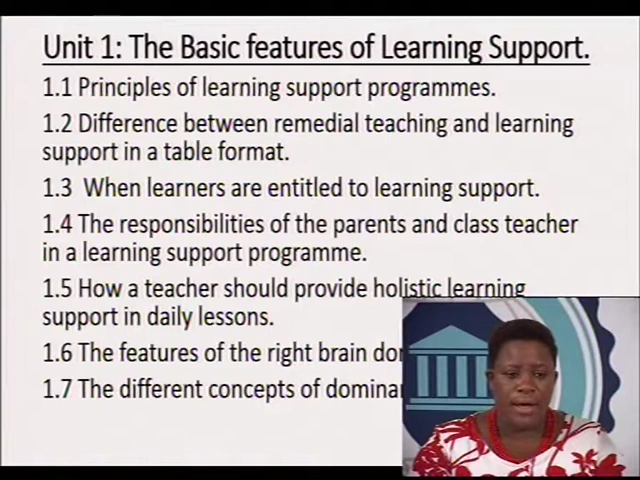 Unit 1: The Basic features of Learning Support.
1.1 Principles of learning support programmes.
1.2 Difference between remedial teaching and learning
support in a table format.
1.3 When learners are entitled to learning support.
1.4 The responsibilities of the parents and class teacher
in a learning support programme.
1.5 How a teacher should provide holistic learning
support in daily lessons.
1.6 The features of the right brain
1.7 The different concepts of